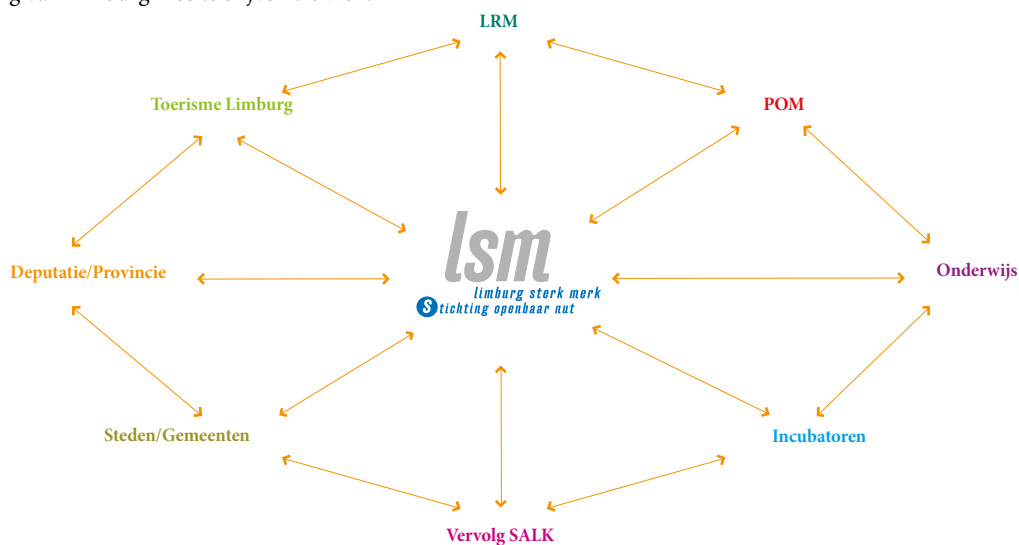 LRM
Toerisme Limburg
POM
lsm
limburg sterk merk
Stichting openbaar nut
Deputatie/Provincie
Onderwijs
Steden/Gemeenten
Incubatoren
Vervolg SALK